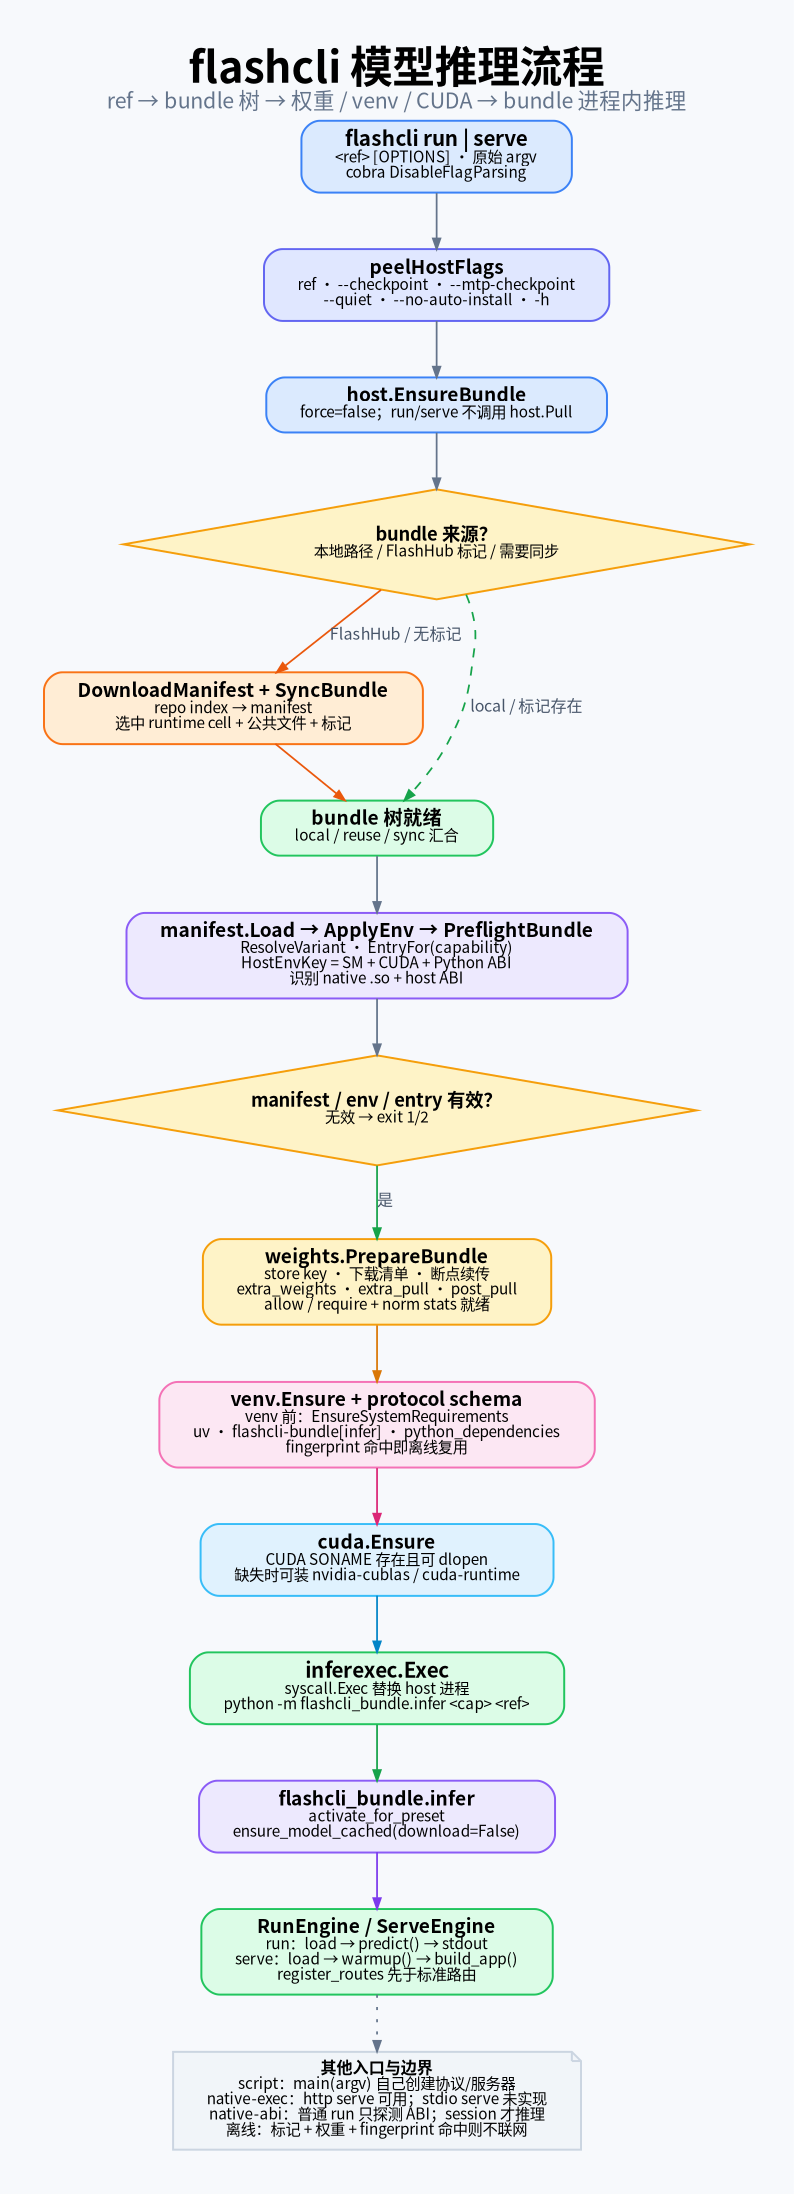 flashcli 模型推理流程
ref → bundle 树 → 权重 / venv / CUDA → bundle 进程内推理
flashcli run | serve
<ref> [OPTIONS] · 原始 argv
cobra DisableFlagParsing
peelHostFlags
ref · --checkpoint · --mtp-checkpoint
--quiet · --no-auto-install · -h
host.EnsureBundle
force=false；run/serve 不调用 host.Pull
bundle 来源？
本地路径 / FlashHub 标记 / 需要同步
FlashHub / 无标记
DownloadManifest + SyncBundle
repo index → manifest
选中 runtime cell + 公共文件 + 标记
local / 标记存在
bundle 树就绪
local / reuse / sync 汇合
manifest.Load → ApplyEnv → PreflightBundle
ResolveVariant · EntryFor(capability)
HostEnvKey = SM + CUDA + Python ABI
识别 native .so + host ABI
manifest / env / entry 有效？
无效 → exit 1/2
是
weights.PrepareBundle
store key · 下载清单 · 断点续传
extra_weights · extra_pull · post_pull
allow / require + norm stats 就绪
venv.Ensure + protocol schema
venv 前：EnsureSystemRequirements
uv · flashcli-bundle[infer] · python_dependencies
fingerprint 命中即离线复用
cuda.Ensure
CUDA SONAME 存在且可 dlopen
缺失时可装 nvidia-cublas / cuda-runtime
inferexec.Exec
syscall.Exec 替换 host 进程
python -m flashcli_bundle.infer <cap> <ref>
flashcli_bundle.infer
activate_for_preset
ensure_model_cached(download=False)
RunEngine / ServeEngine
run：load → predict() → stdout
serve：load → warmup() → build_app()
register_routes 先于标准路由
其他入口与边界
script：main(argv) 自己创建协议/服务器
native-exec：http serve 可用；stdio serve 未实现
native-abi：普通 run 只探测 ABI；session 才推理
离线：标记 + 权重 + fingerprint 命中则不联网